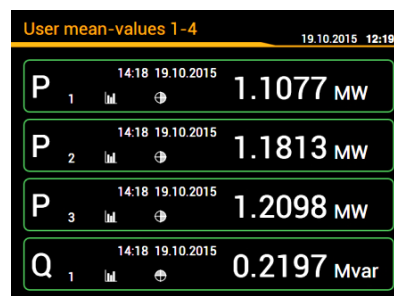 User mean-values 1-4
19.10.2015 12:19
14:18 19.10.2015
P 1 1.1077 MW
14:18 19.10.2015
P 2 1.1813 MW
14:18 19.10.2015
P 3 1.2098 MW
14:18 19.10.2015
Q 1 0.2197 Mvar